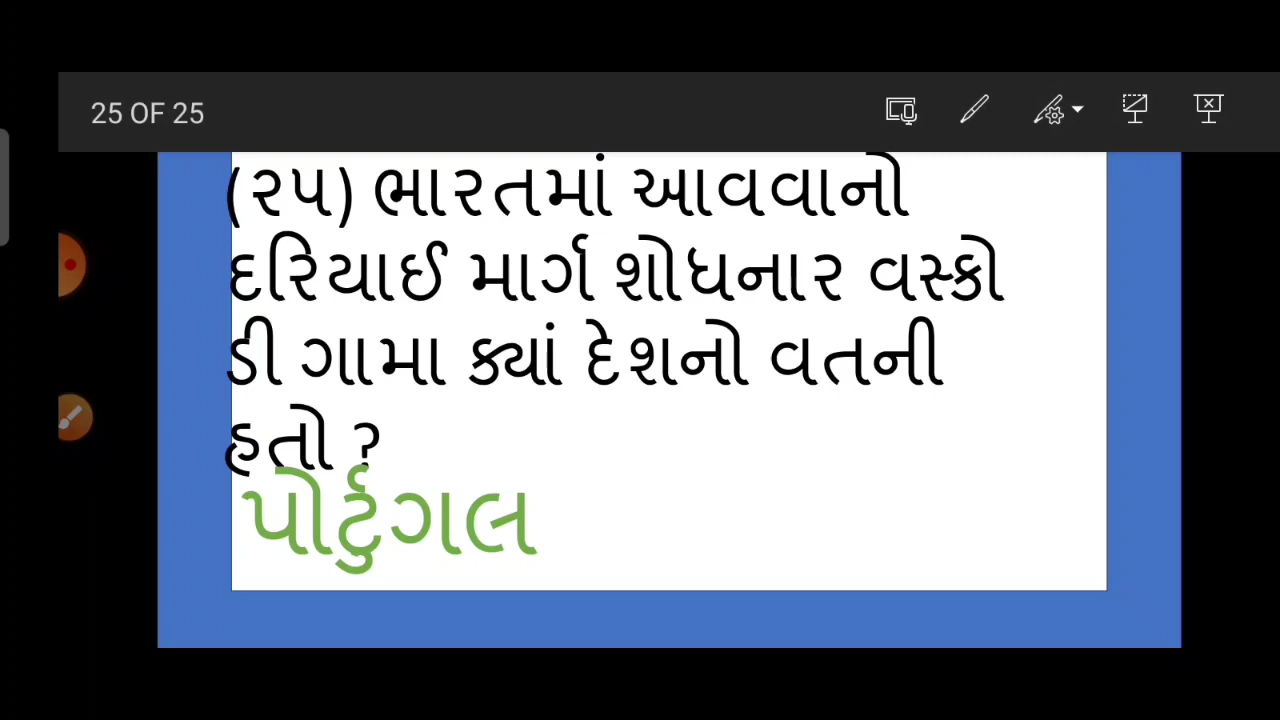 25 OF 25
(૨૫) ભારતમાં આવવાનો
દરિયાઈ માર્ગ શોધનાર વસ્કો
ડી ગામા ક્યાં દેશનો વતની
હતો ?
પોર્ટુગલ